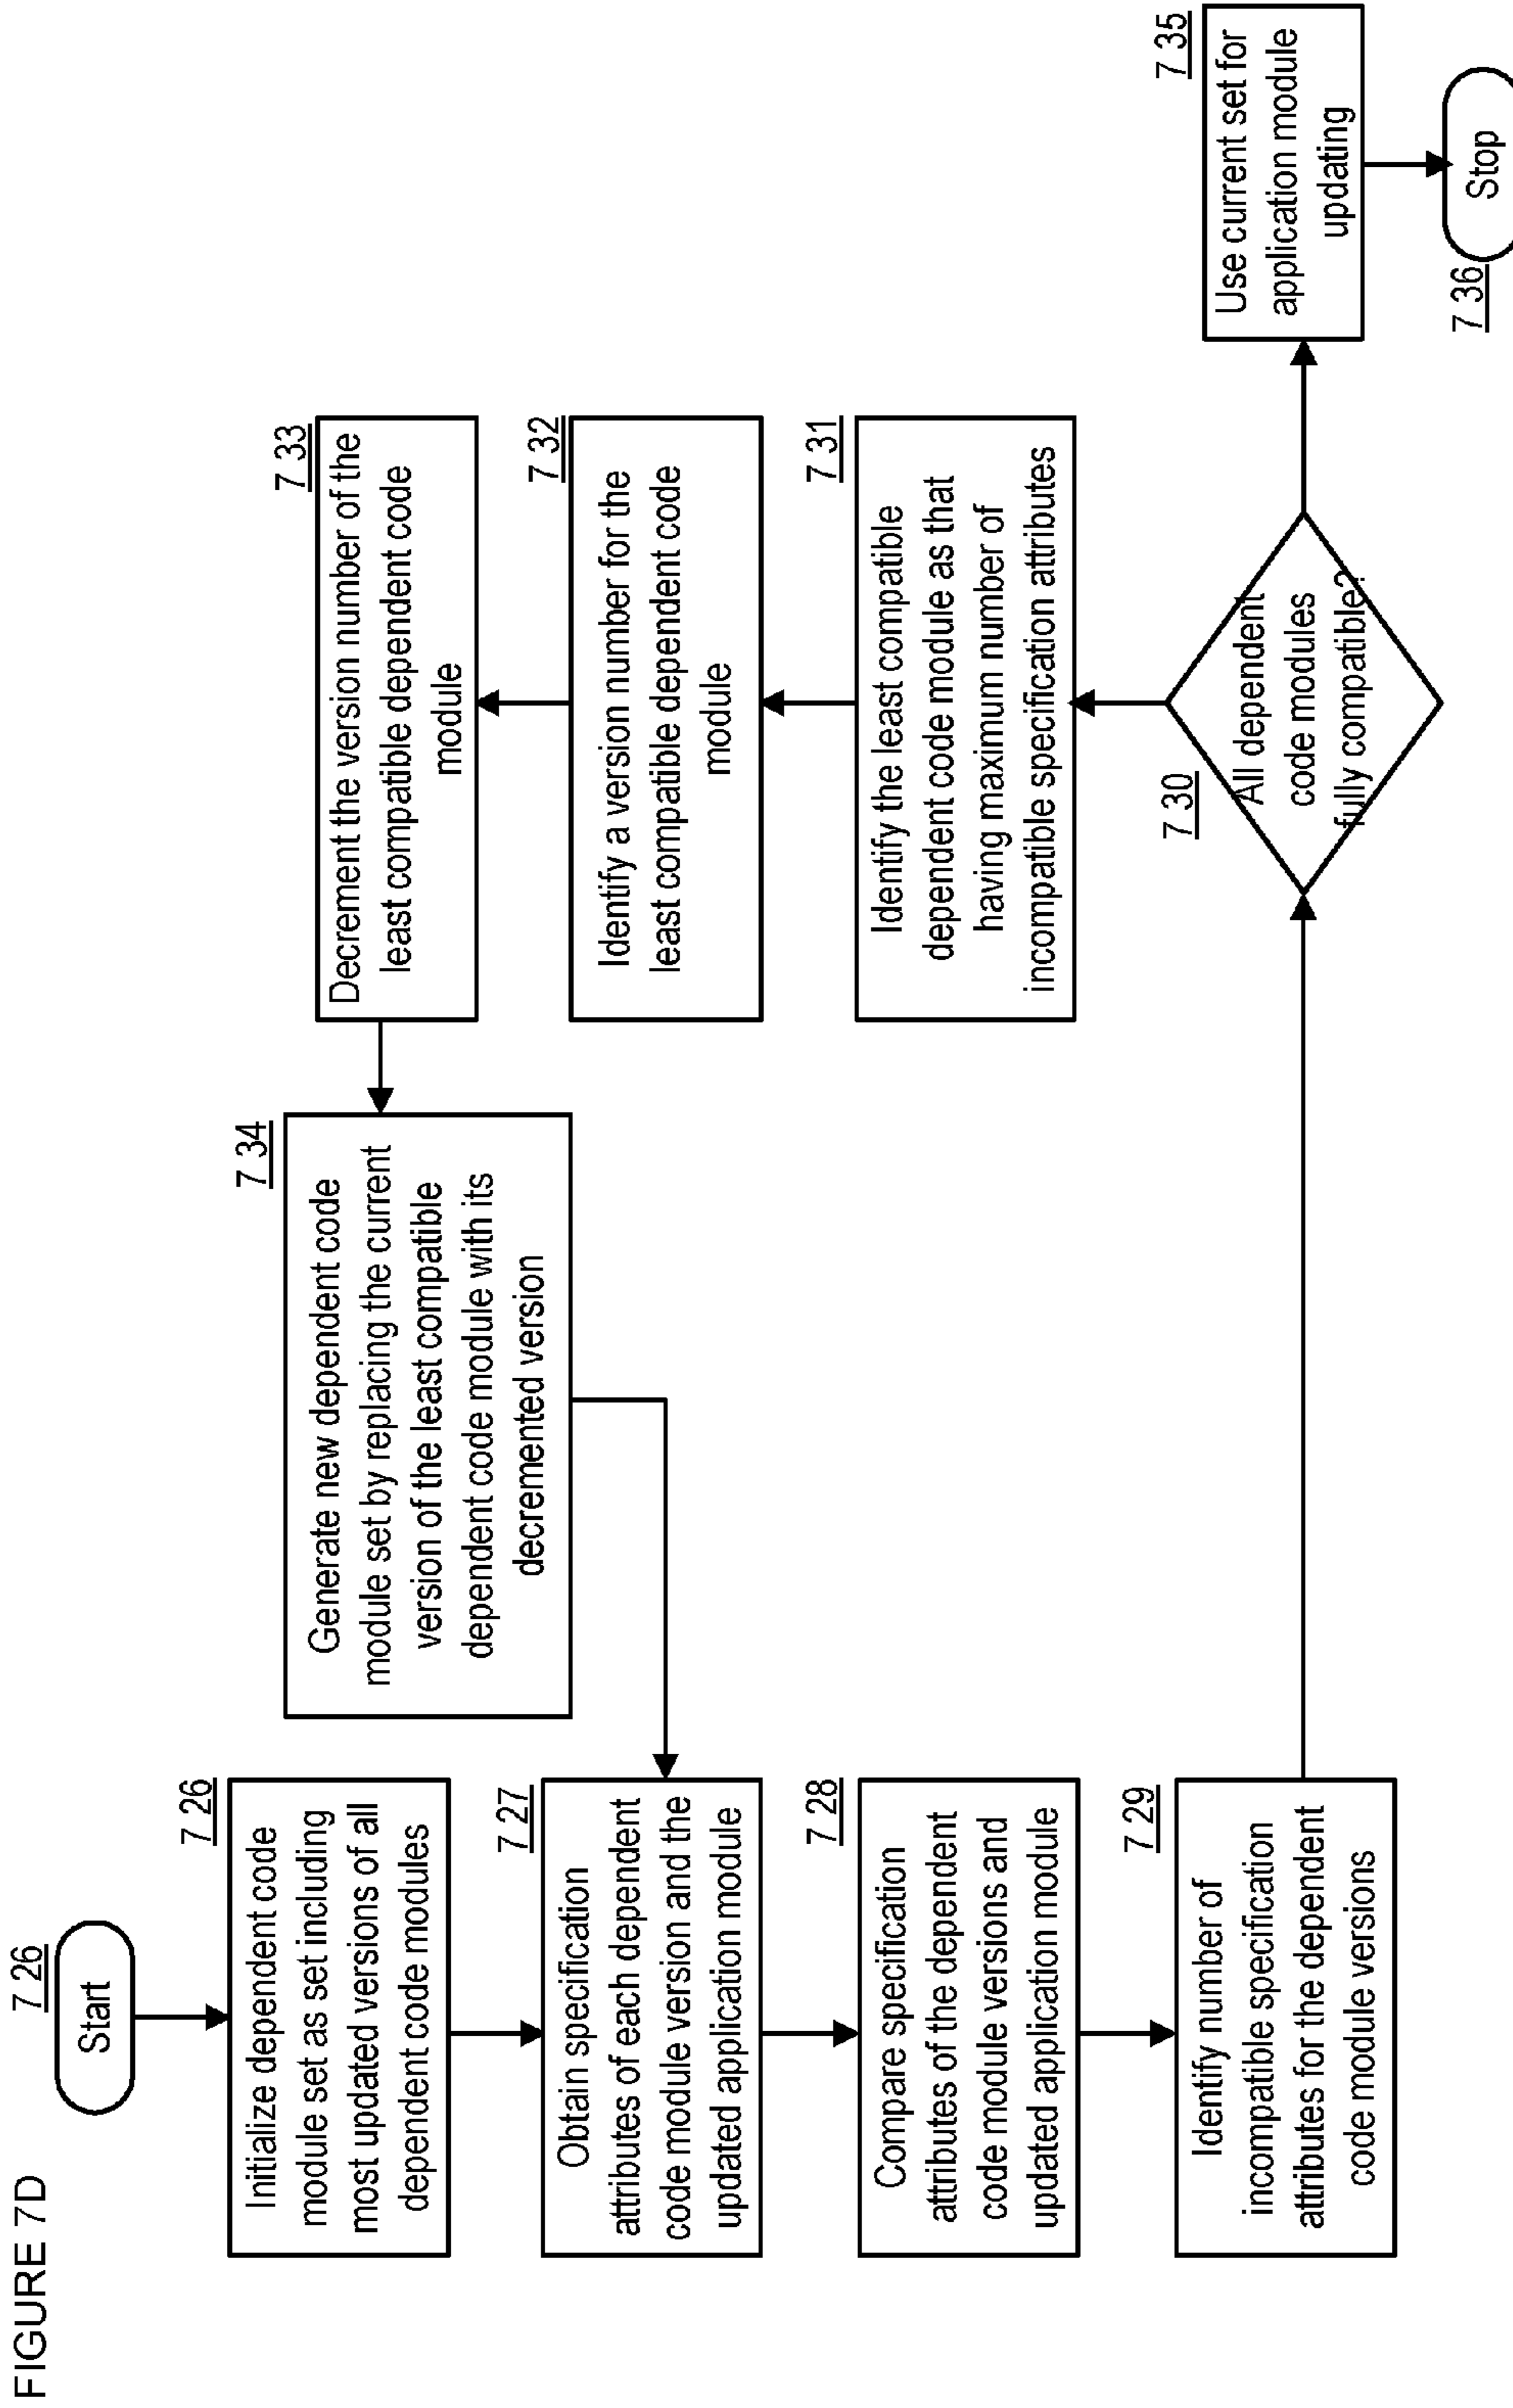 FIGURE 7D
7 26
Start
7 26
Initialize dependent code
module set as set including
most updated versions of all
dependent code modules
7 27
Obtain specification
attributes of each dependent
code module version and the
updated application module
7 28
Compare specification
attributes of the dependent
code module versions and
updated application module
7 29
Identify number of
incompatible specification
attributes for the dependent
code module versions
7 30
All dependent
code modules
fully compatible?
7 31
Identify the least compatible
dependent code module as that
having maximum number of
incompatible specification attributes
7 32
Identify a version number for the
least compatible dependent code
module
7 33
Decrement the version number of the
least compatible dependent code
module
7 34
Generate new dependent code
module set by replacing the current
version of the least compatible
dependent code module with its
decremented version
7 35
Use current set for
application module
updating
7 36
Stop